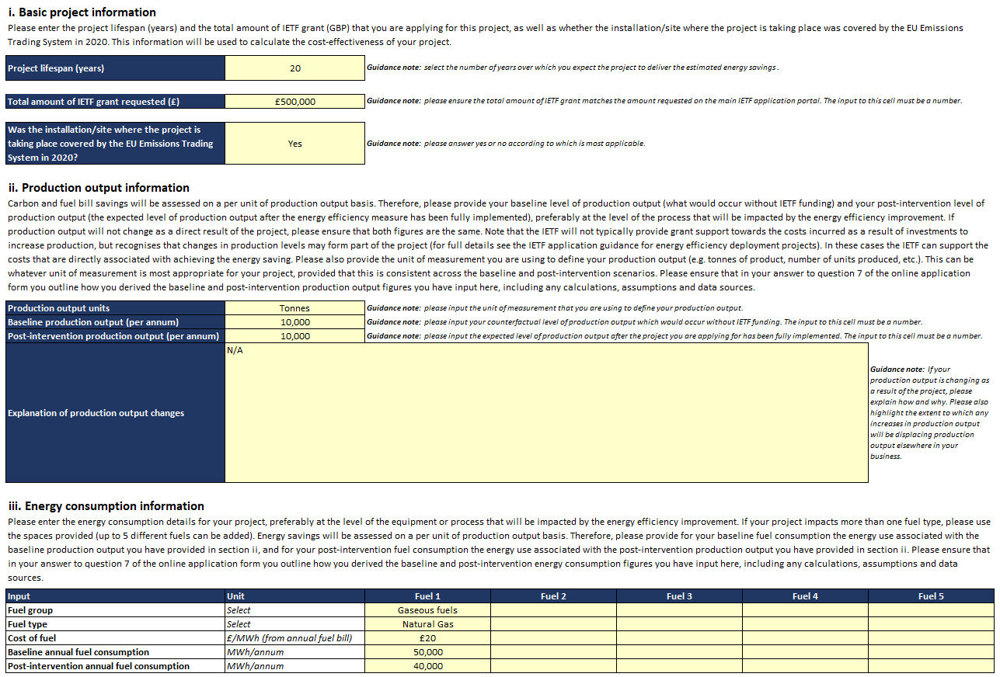 i. Basic project information
Please enter the project lifespan (years) and the total amount of IETF grant (GBP) that you are applying for this project, as well as whether the installation/site where the project is taking place was covered by the EU Emissions
Trading System in 2020. This information will be used to calculate the cost-effectiveness of your project.
Project lifespan (years) 20 Guidance note: select the number of years over which you expect the project to deliver the estimated energy savings.
Total amount of IETF grant requested (£) £500,000 Guidance note: please ensure the total amount of IETF grant matches the amount requested on the main IETF application portal. The input to this cell must be a number.
Was the installation/site where the project is
taking place covered by the EU Emissions Trading
System in 2020?
Yes
Guidance note: please answer yes or no according to which is most applicable.
ii. Production output information
Carbon and fuel bill savings will be assessed on a per unit of production output basis. Therefore, please provide your baseline level of production output (what would occur without IETF funding) and your post-intervention level of
production output (the expected level of production output after the energy efficiency measure has been fully implemented), preferably at the level of the process that will be impacted by the energy efficiency improvement. If
production output will not change as a direct result of the project, please ensure that both figures are the same. Note that the IETF will not typically provide grant support towards the costs incurred as a result of investments to
increase production, but recognises that changes in production levels may form part of the project (for full details see the IETF application guidance for energy efficiency deployment projects). In these cases the IETF can support the
costs that are directly associated with achieving the energy saving. Please also provide the unit of measurement you are using to define your production output (e.g. tonnes of product, number of units produced, etc.). This can be
whatever unit of measurement is most appropriate for your project, provided that this is consistent across the baseline and post-intervention scenarios. Please ensure that in your answer to question 7 of the online application
form you outline how you derived the baseline and post-intervention production output figures you have input here, including any calculations, assumptions and data sources.
Production output units Tonnes Guidance note: please input the unit of measurement that you are using to define your production output.
Baseline production output (per annum) 10,000 Guidance note: please input your counterfactual level of production output which would occur without IETF funding. The input to this cell must be a number.
Post-intervention production output (per annum) 10,000 Guidance note: please input the expected level of production output after the project you are applying for has been fully implemented. The input to this cell must be a number.
Explanation of production output changes
N/A
Guidance note: If your
production output is changing as
a result of the project, please
explain how and why. Please also
highlight the extent to which any
increases in production output
will be displacing production
output elsewhere in your
business.
iii. Energy consumption information
Please enter the energy consumption details for your project, preferably at the level of the equipment or process that will be impacted by the energy efficiency improvement. If your project impacts more than one fuel type, please use
the spaces provided (up to 5 different fuels can be added). Energy savings will be assessed on a per unit of production output basis. Therefore, please provide for your baseline fuel consumption the energy use associated with the
baseline production output you have provided in section ii, and for your post-intervention fuel consumption the energy use associated with the post-intervention production output you have provided in section ii. Please ensure that
in your answer to question 7 of the online application form you outline how you derived the baseline and post-intervention energy consumption figures you have input here, including any calculations, assumptions and data
sources.
Input Unit Fuel 1 Fuel 2 Fuel 3 Fuel 4 Fuel 5
Fuel group Select Gaseous fuels
Fuel type Select Natural Gas
Cost of fuel £/MWh (from annual fuel bill) £20
Baseline annual fuel consumption MWh/annum 50,000
Post-intervention annual fuel consumption MWh/annum 40,000